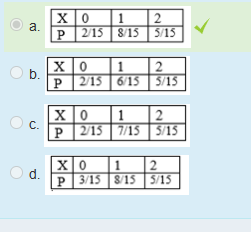 a. X 0 1 2
P 2/15 8/15 5/15
b. X 0 1 2
P 2/15 6/15 5/15
c. X 0 1 2
P 2/15 7/15 5/15
d. X 0 1 2
P 3/15 8/15 5/15